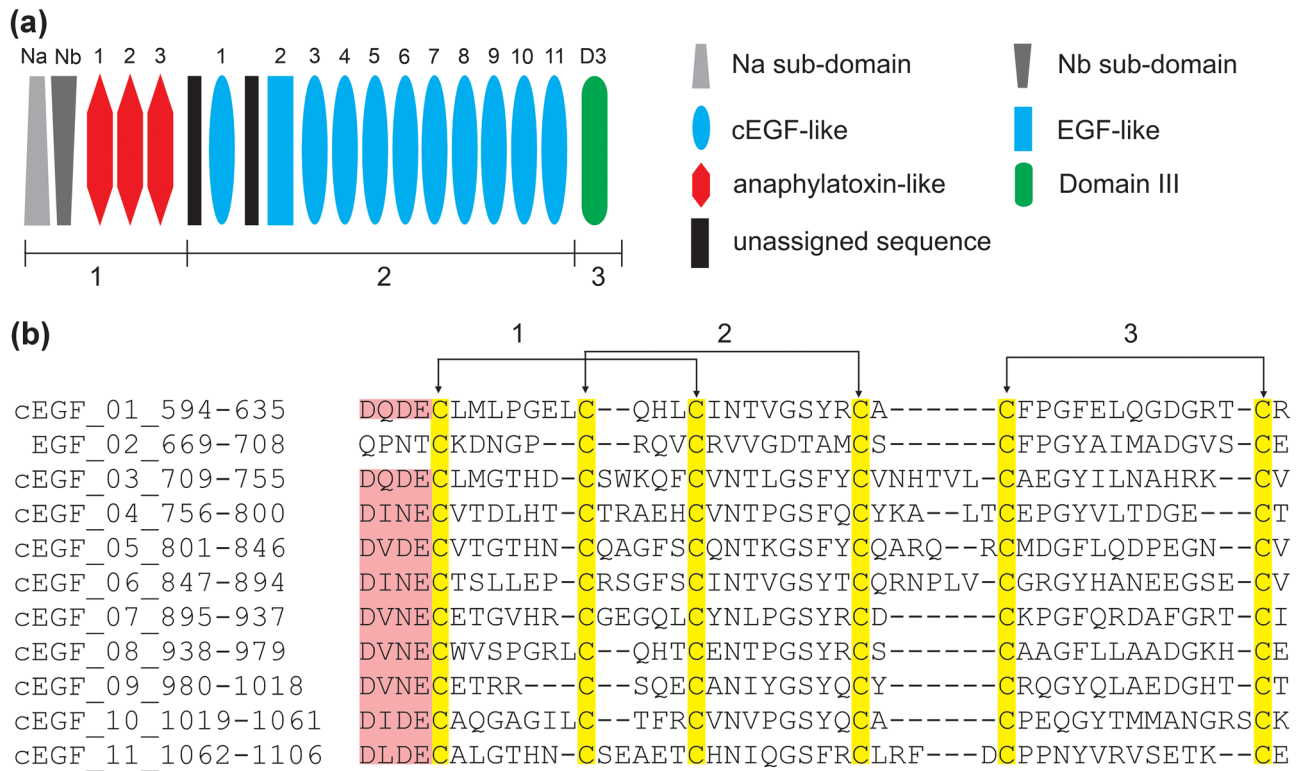 (a)
Na Nb 1 2 3 1 2 3 4 5 6 7 8 9 10 11 D3
Na sub-domain Nb sub-domain
cEGF-like EGF-like
anaphylatoxin-like Domain III
unassigned sequence
1 2 3
(b)
1 2 3
cEGF_01_594-635 DQDECLMLPGELC--QHLCINTVGSYRCA------CFPGFELQGDGRT-CR
EGF_02_669-708 QPNTCKDNGP---C--RQVCRVVGDTAMCS------CFPGYAIMADGVS-CE
cEGF_03_709-755 DQDECLMGTHD-CSWKQFCVNTLGSFYCVNHTVL-CAEGYILNAHRK--CV
cEGF_04_756-800 DINECVTDLHT-CTRAEHCVNTPGSFQCYKA--LTCEPGYVLTDGE---CT
cEGF_05_801-846 DVDECVTGTHN-CQAGFSCQNTKGSFYCQARQ--RCMDGFLQDPEGN--CV
cEGF_06_847-894 DINECTSLLEP-CRSGFSCINTVGSYTCQRNPLV-CGRGYHANEEGSE-CV
cEGF_07_895-937 DVNECETGVHR-CGEGQLCYNLPGSYRCD------CKPGFQRDAFGRT-CI
cEGF_08_938-979 DVNECWVSPGRLC--QHTCENTPGSYRCS------CAAGFLLAADGKH-CE
cEGF_09_980-1018 DVNECETRR---C--SQECANIYGSYQCY------CRQGYQLAEDGHT-CT
cEGF_10_1019-1061 DIDECAQGAGILC--TFRCVNVPGSYQCA------CPEQGYTMMANGRSCK
cEGF_11_1062-1106 DLDECALGTHN-CSEAETCHNIQGSFRCLRF---DCPPNYVRVSETK--CE